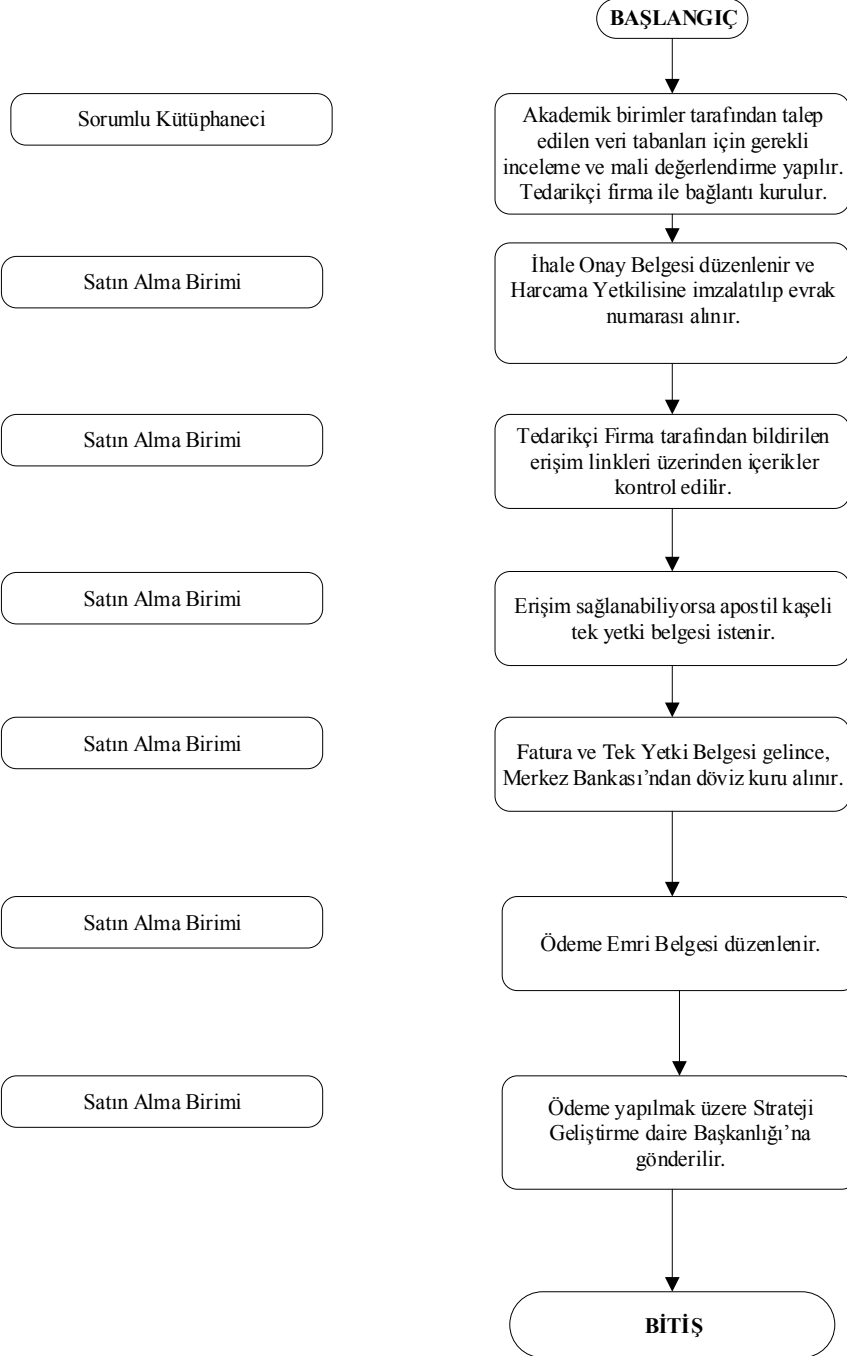 BAŞLANGIÇ
Sorumlu Kütüphaneci
Akademik birimler tarafından talep
edilen veri tabanları için gerekli
inceleme ve mali değerlendirme yapılır.
Tedarikçi firma ile bağlantı kurulur.
Satın Alma Birimi
İhale Onay Belgesi düzenlenir ve
Harcama Yetkilisine imzalatılıp evrak
numarası alınır.
Satın Alma Birimi
Tedarikçi Firma tarafından bildirilen
erişim linkleri üzerinden içerikler
kontrol edilir.
Satın Alma Birimi
Erişim sağlanabiliyorsa apostil kaşeli
tek yetki belgesi istenir.
Satın Alma Birimi
Fatura ve Tek Yetki Belgesi gelince,
Merkez Bankası’ndan döviz kuru alınır.
Satın Alma Birimi
Ödeme Emri Belgesi düzenlenir.
Satın Alma Birimi
Ödeme yapılmak üzere Strateji
Geliştirme daire Başkanlığı’na
gönderilir.
BİTİŞ